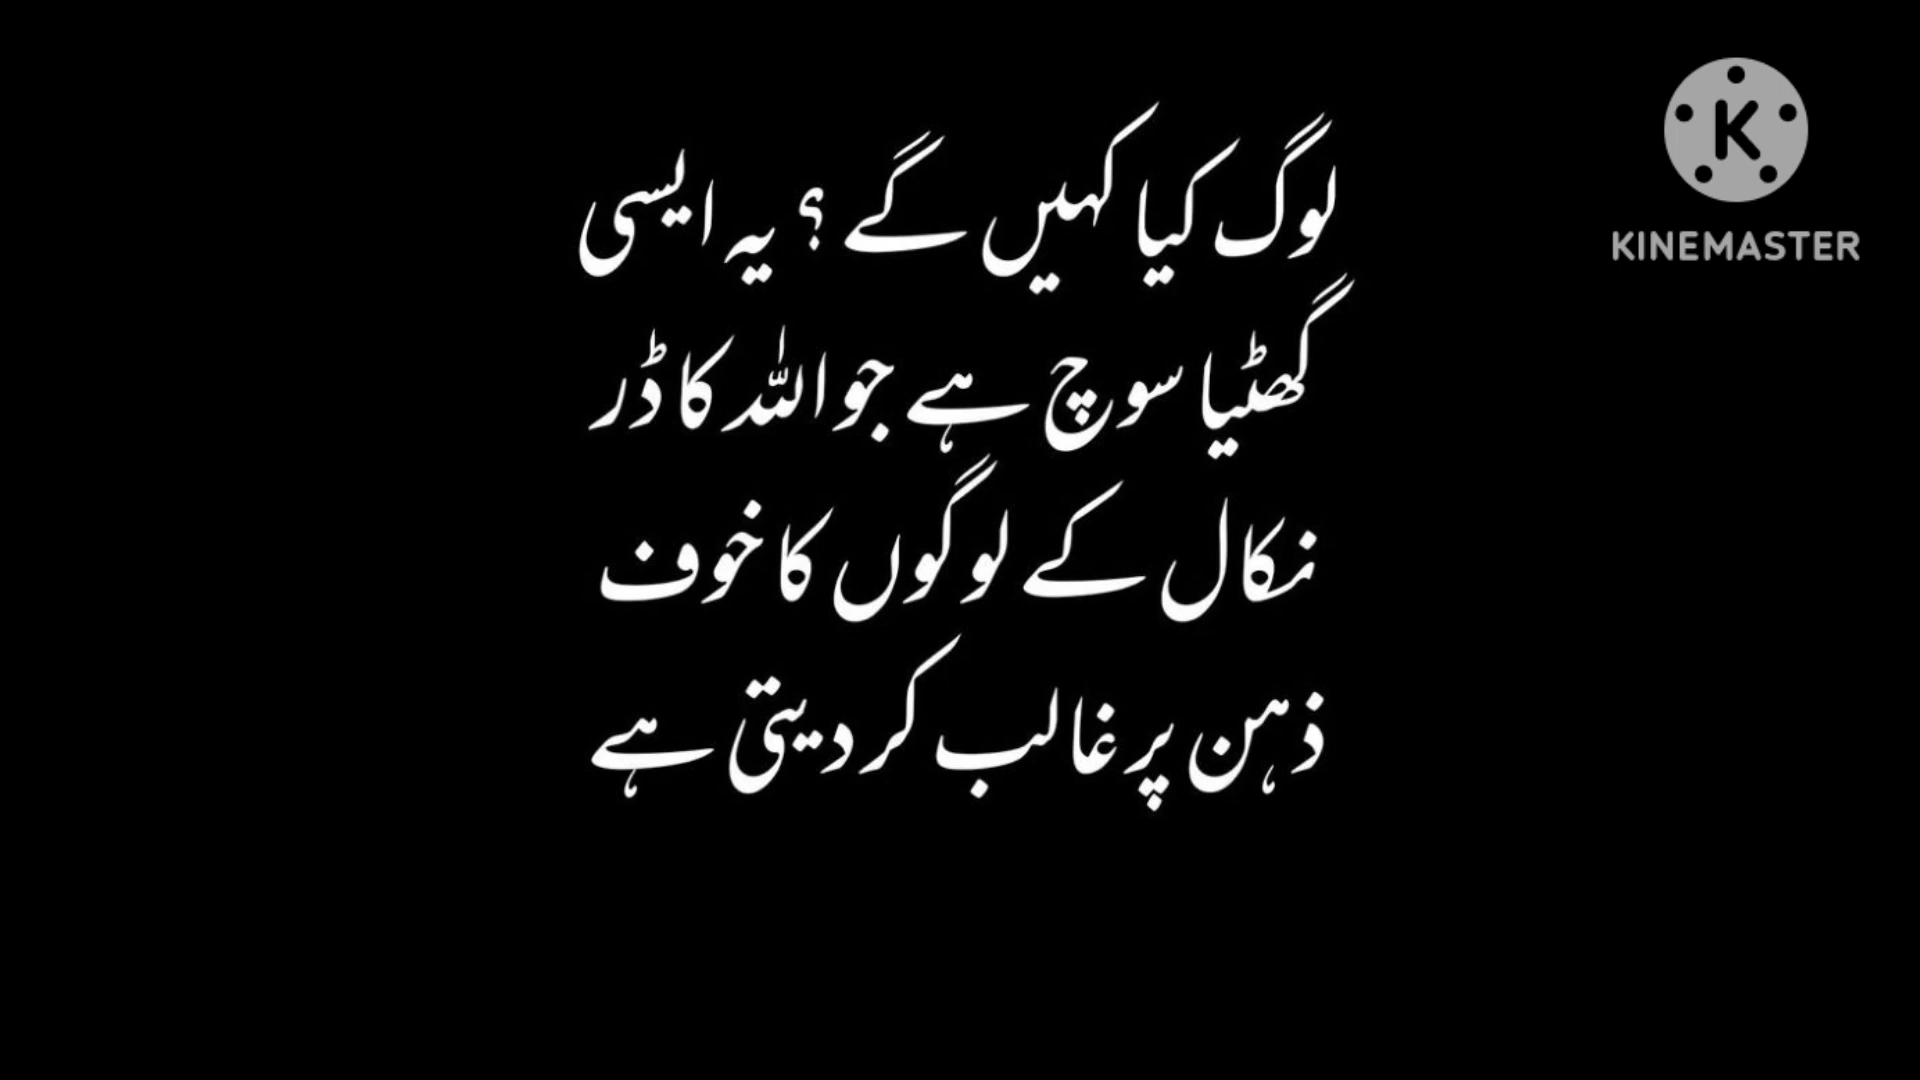 لوگ کیا کہیں گے ؟ یہ ایسی
گھٹیا سوچ ہے جو اللہ کا ڈر
نکال کے لوگوں کا خوف
ذہن پر غالب کر دیتی ہے
K
KINEMASTER